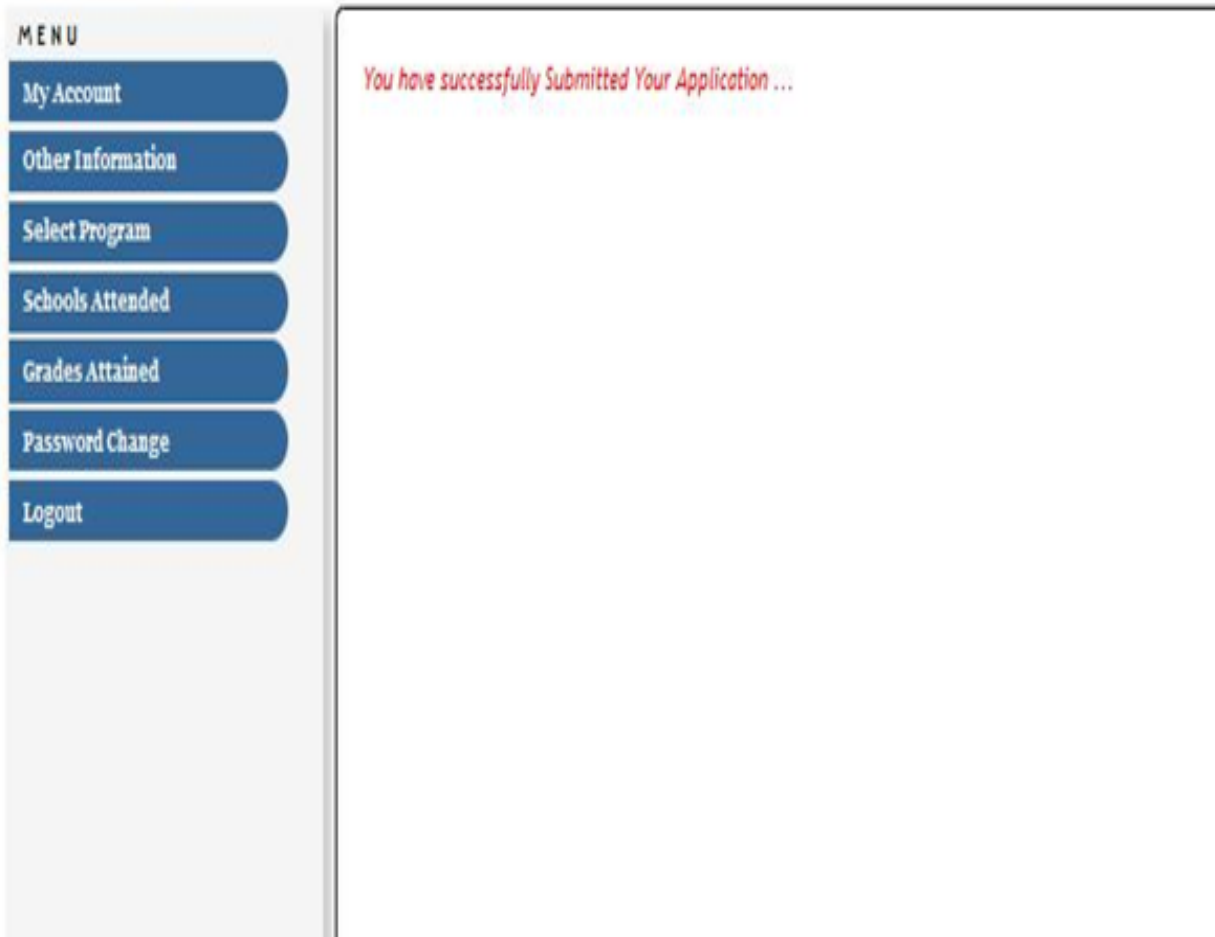 MENU
My Account
Other Information
Select Program
Schools Attended
Grades Attained
Password Change
Logout
You have successfully Submitted Your Application ...